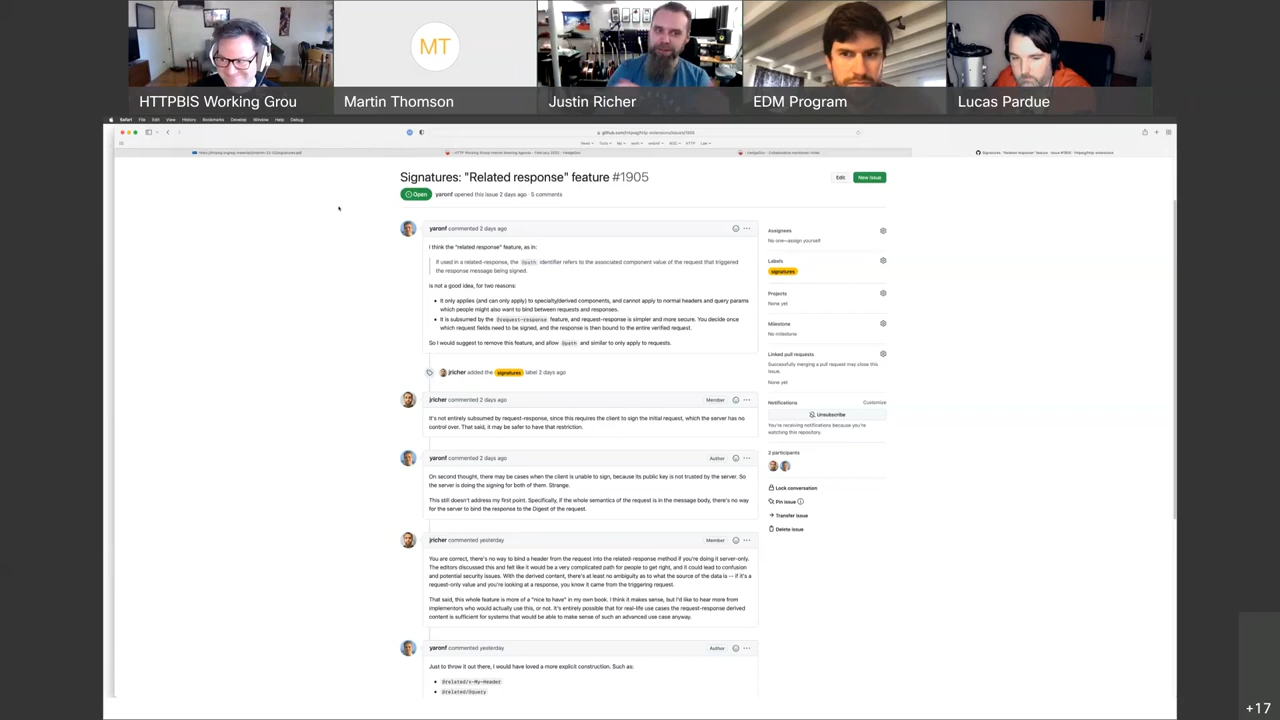 MT
HTTPBIS Working Grou
Martin Thomson
Justin Richer
EDM Program
Lucas Pardue
Safari File Edit View History Bookmarks Develop Window Help Debug
Signatures: "Related response" feature #1905
Edit
New issue
Open
yaronf opened this issue 2 days ago · 5 comments
yaronf commented 2 days ago
I think the "related response" feature, as in:
If used in a related-response, the @path identifier refers to the associated component value of the request that triggered
the response message being signed.
is not a good idea, for two reasons:
• It only applies (and can only apply) to specialty/derived components, and cannot apply to normal headers and query params
which people might also want to bind between requests and responses.
• It is subsumed by the @request-response feature, and request-response is simpler and more secure. You decide once
which request fields need to be signed, and the response is then bound to the entire verified request.
So I would suggest to remove this feature, and allow @path and similar to only apply to requests.
jricher added the signatures label 2 days ago
jricher commented 2 days ago
Member
It's not entirely subsumed by request-response, since this requires the client to sign the initial request, which the server has no
control over. That said, it may be safer to have that restriction.
yaronf commented 2 days ago
Author
On second thought, there may be cases when the client is unable to sign, because its public key is not trusted by the server. So
the server is doing the signing for both of them. Strange.
This still doesn't address my first point. Specifically, if the whole semantics of the request is in the message body, there's no way
for the server to bind the response to the Digest of the request.
jricher commented yesterday
Member
You are correct, there's no way to bind a header from the request into the related-response method if you're doing it server-only.
The editors discussed this and felt like it would be a very complicated path for people to get right, and it could lead to confusion
and potential security issues. With the derived content, there's at least no ambiguity as to what the source of the data is -- if it's a
request-only value and you're looking at a response, you know it came from the triggering request.
That said, this whole feature is more of a "nice to have" in my own book. I think it makes sense, but I'd like to hear more from
implementors who would actually use this, or not. It's entirely possible that for real-life use cases the request-response derived
content is sufficient for systems that would be able to make sense of such an advanced use case anyway.
yaronf commented yesterday
Author
Just to throw it out there, I would have loved a more explicit construction. Such as:
• @related/x-My-Header
• @related/@query
Assignees
No one—assign yourself
Labels
signatures
Projects
None yet
Milestone
No milestone
Linked pull requests
Successfully merging a pull request may close this
issue.
None yet
Notifications
Customize
Unsubscribe
You're receiving notifications because you're
watching this repository.
2 participants
Lock conversation
Pin issue
Transfer issue
Delete issue
+17